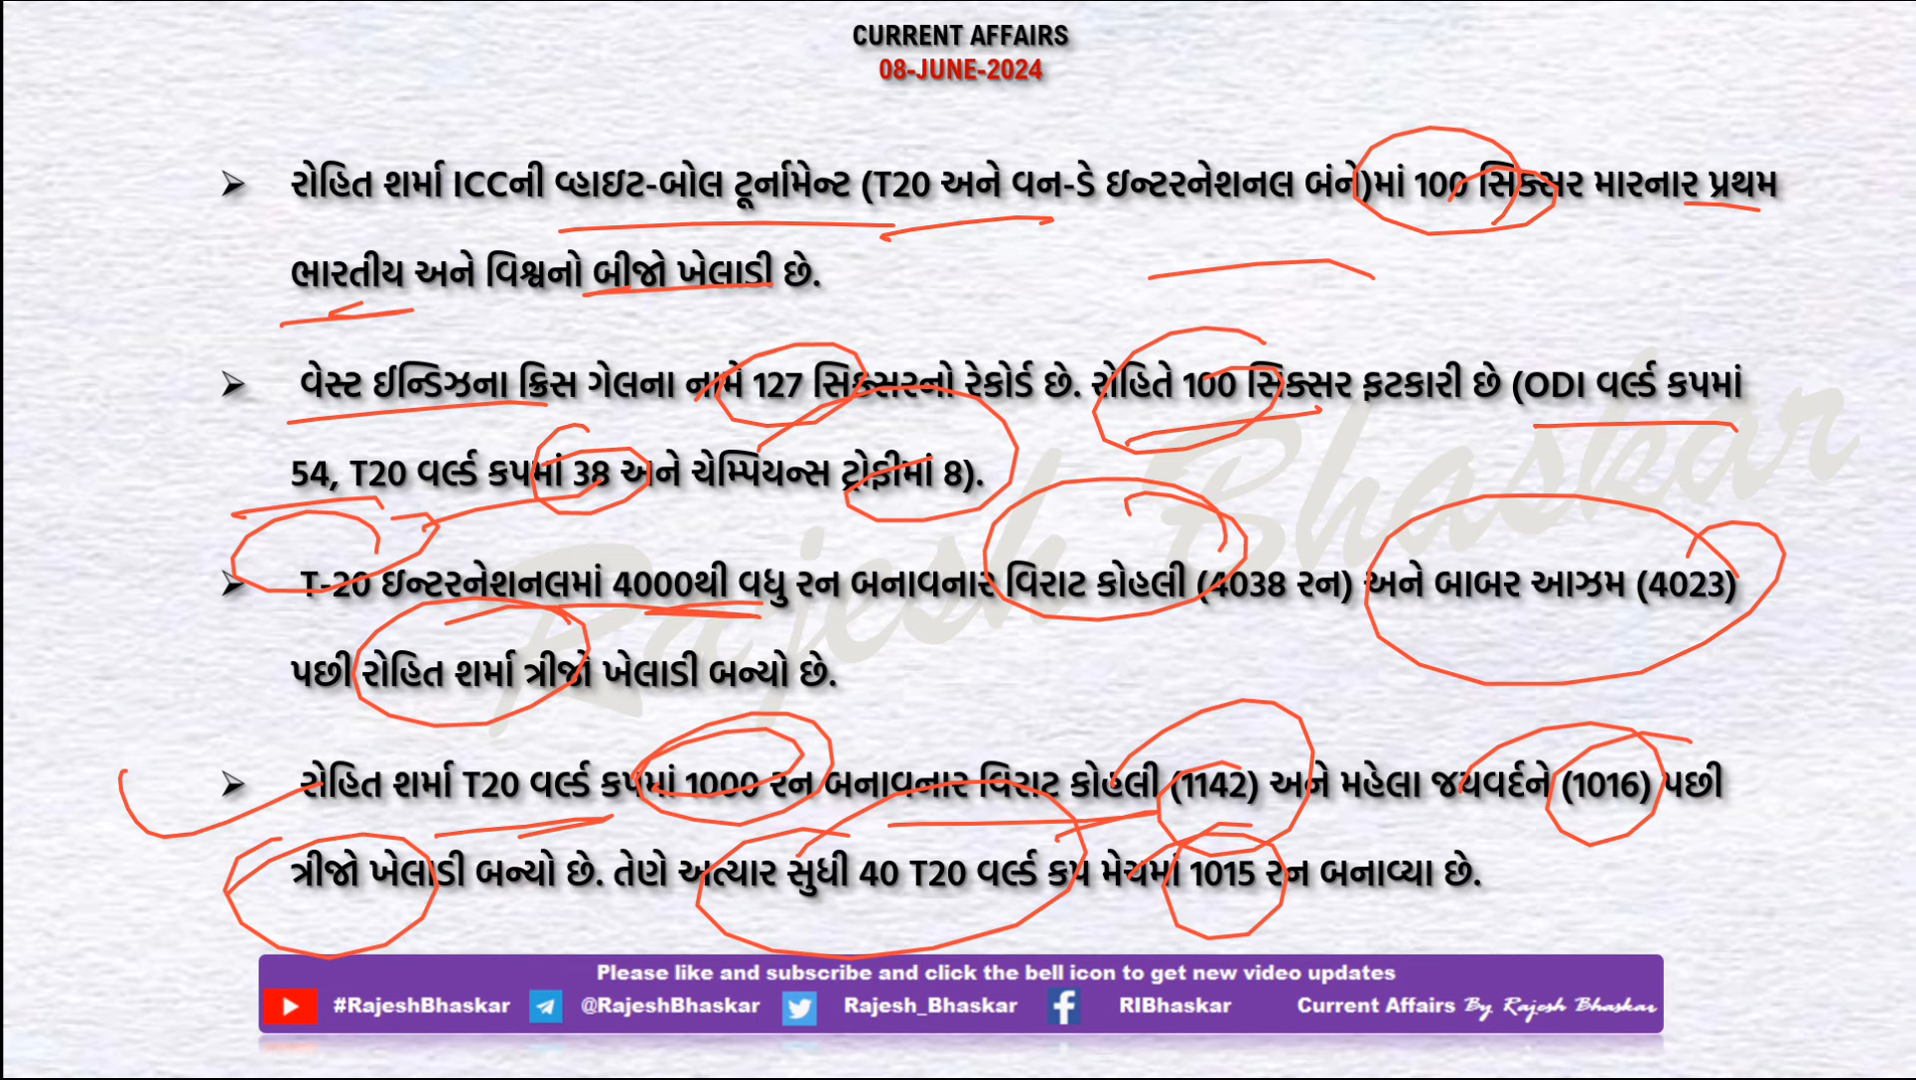 CURRENT AFFAIRS
08-JUNE-2024
➢ રોહિત શર્મા ICCની વ્હાઇટ-બોલ ટૂર્નામેન્ટ (T20 અને વન-ડે ઇન્ટરનેશનલ બંને)માં 100 સિક્સર મારનાર પ્રથમ
ભારતીય અને વિશ્વનો બીજો ખેલાડી છે.
➢ વેસ્ટ ઈન્ડિઝના ક્રિસ ગેલના નામે 127 સિક્સરનો રેકોર્ડ છે. રોહિતે 100 સિક્સર ફટકારી છે (ODI વર્લ્ડ કપમાં
54, T20 વર્લ્ડ કપમાં 38 અને ચેમ્પિયન્સ ટ્રોફીમાં 8).
➢ T-20 ઇન્ટરનેશનલમાં 4000થી વધુ રન બનાવનાર વિરાટ કોહલી (4038 રન) અને બાબર આઝમ (4023)
પછી રોહિત શર્મા ત્રીજો ખેલાડી બન્યો છે.
➢ રોહિત શર્મા T20 વર્લ્ડ કપમાં 1000 રન બનાવનાર વિરાટ કોહલી (1142) અને મહેલા જયવર્દને (1016) પછી
ત્રીજો ખેલાડી બન્યો છે. તેણે અત્યાર સુધી 40 T20 વર્લ્ડ કપ મેચમાં 1015 રન બનાવ્યા છે.
Rajesh Bhaskar
Please like and subscribe and click the bell icon to get new video updates
#RajeshBhaskar @RajeshBhaskar Rajesh_Bhaskar RIBhaskar Current Affairs By Rajesh Bhaskar